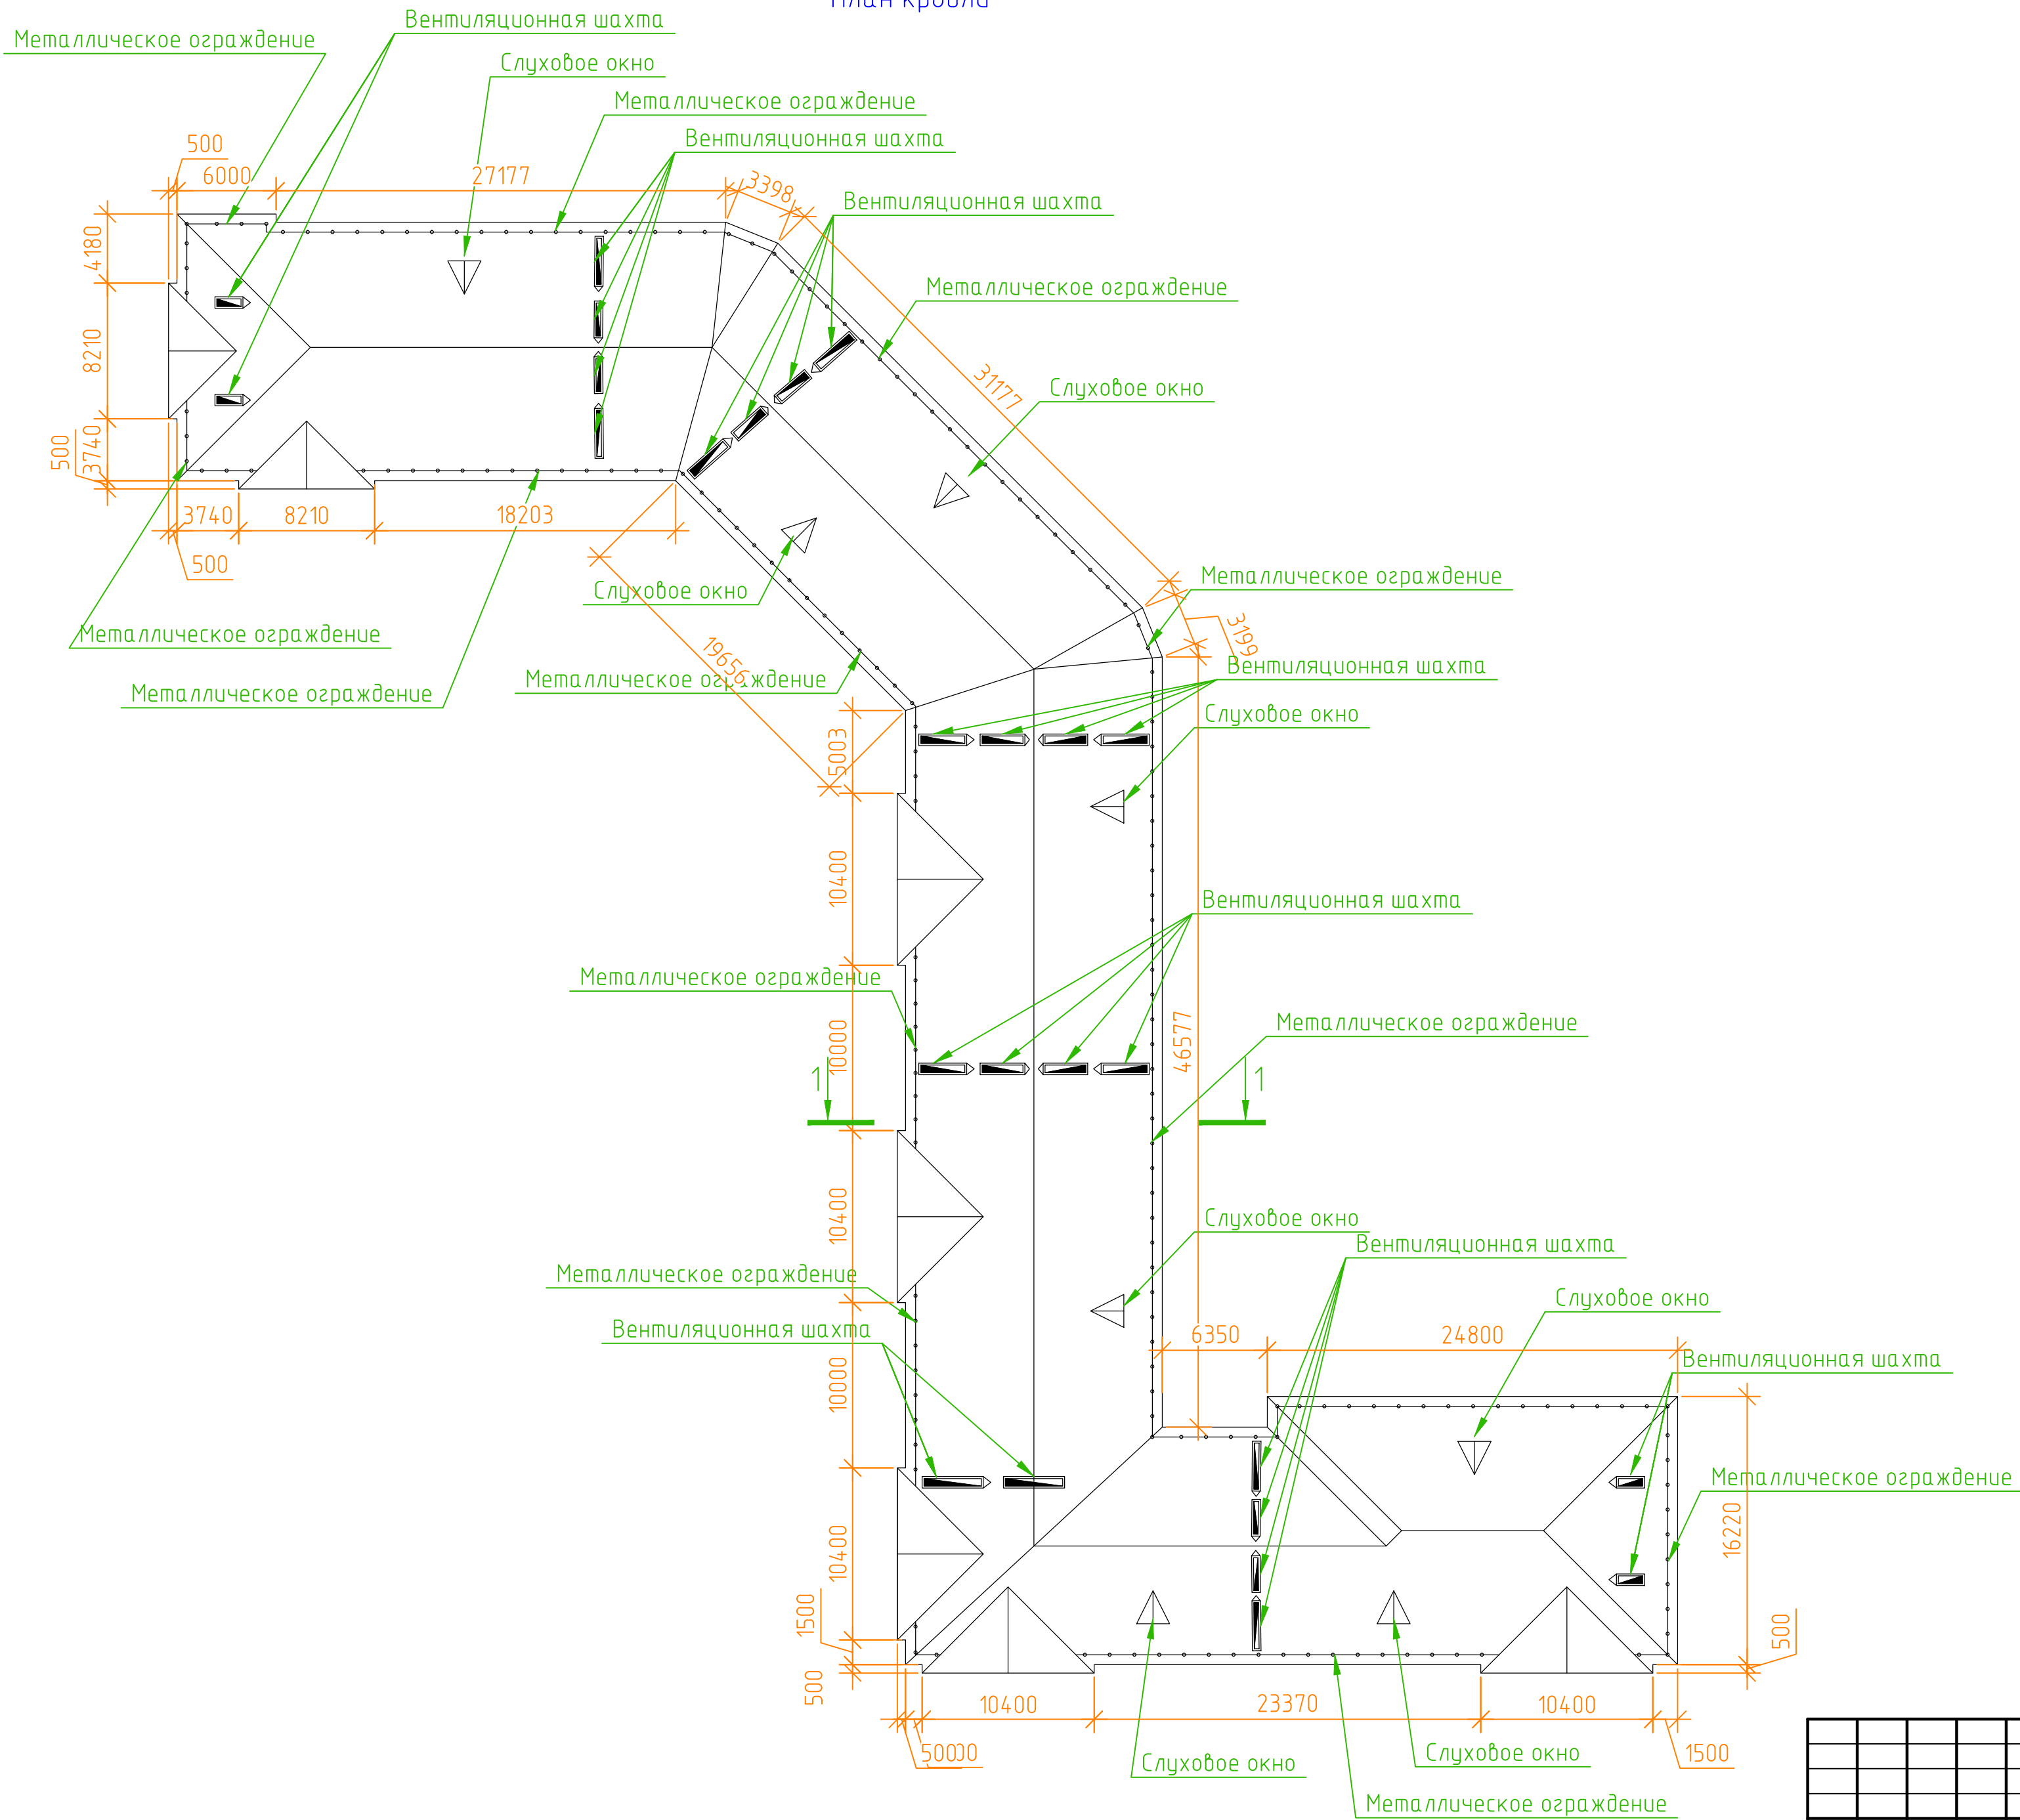 План кровли
Вентиляционная шахта
Металлическое ограждение
Слуховое окно
Металлическое ограждение
Вентиляционная шахта
500
6000
27177
3398
Вентиляционная шахта
4180
Металлическое ограждение
8210
31177
Слуховое окно
500
3740
3740
8210
18203
500
Слуховое окно
Металлическое ограждение
Металлическое ограждение
3199
19656
Вентиляционная шахта
Металлическое ограждение
Металлическое ограждение
Слуховое окно
5003
10400
Вентиляционная шахта
Металлическое ограждение
10000
46577
Металлическое ограждение
1
1
10400
Слуховое окно
Вентиляционная шахта
Металлическое ограждение
Слуховое окно
Вентиляционная шахта
6350
24800
Вентиляционная шахта
10000
Металлическое ограждение
16220
10400
1500
500
500
10400
23370
10400
500
1500
Слуховое окно
Слуховое окно
Металлическое ограждение